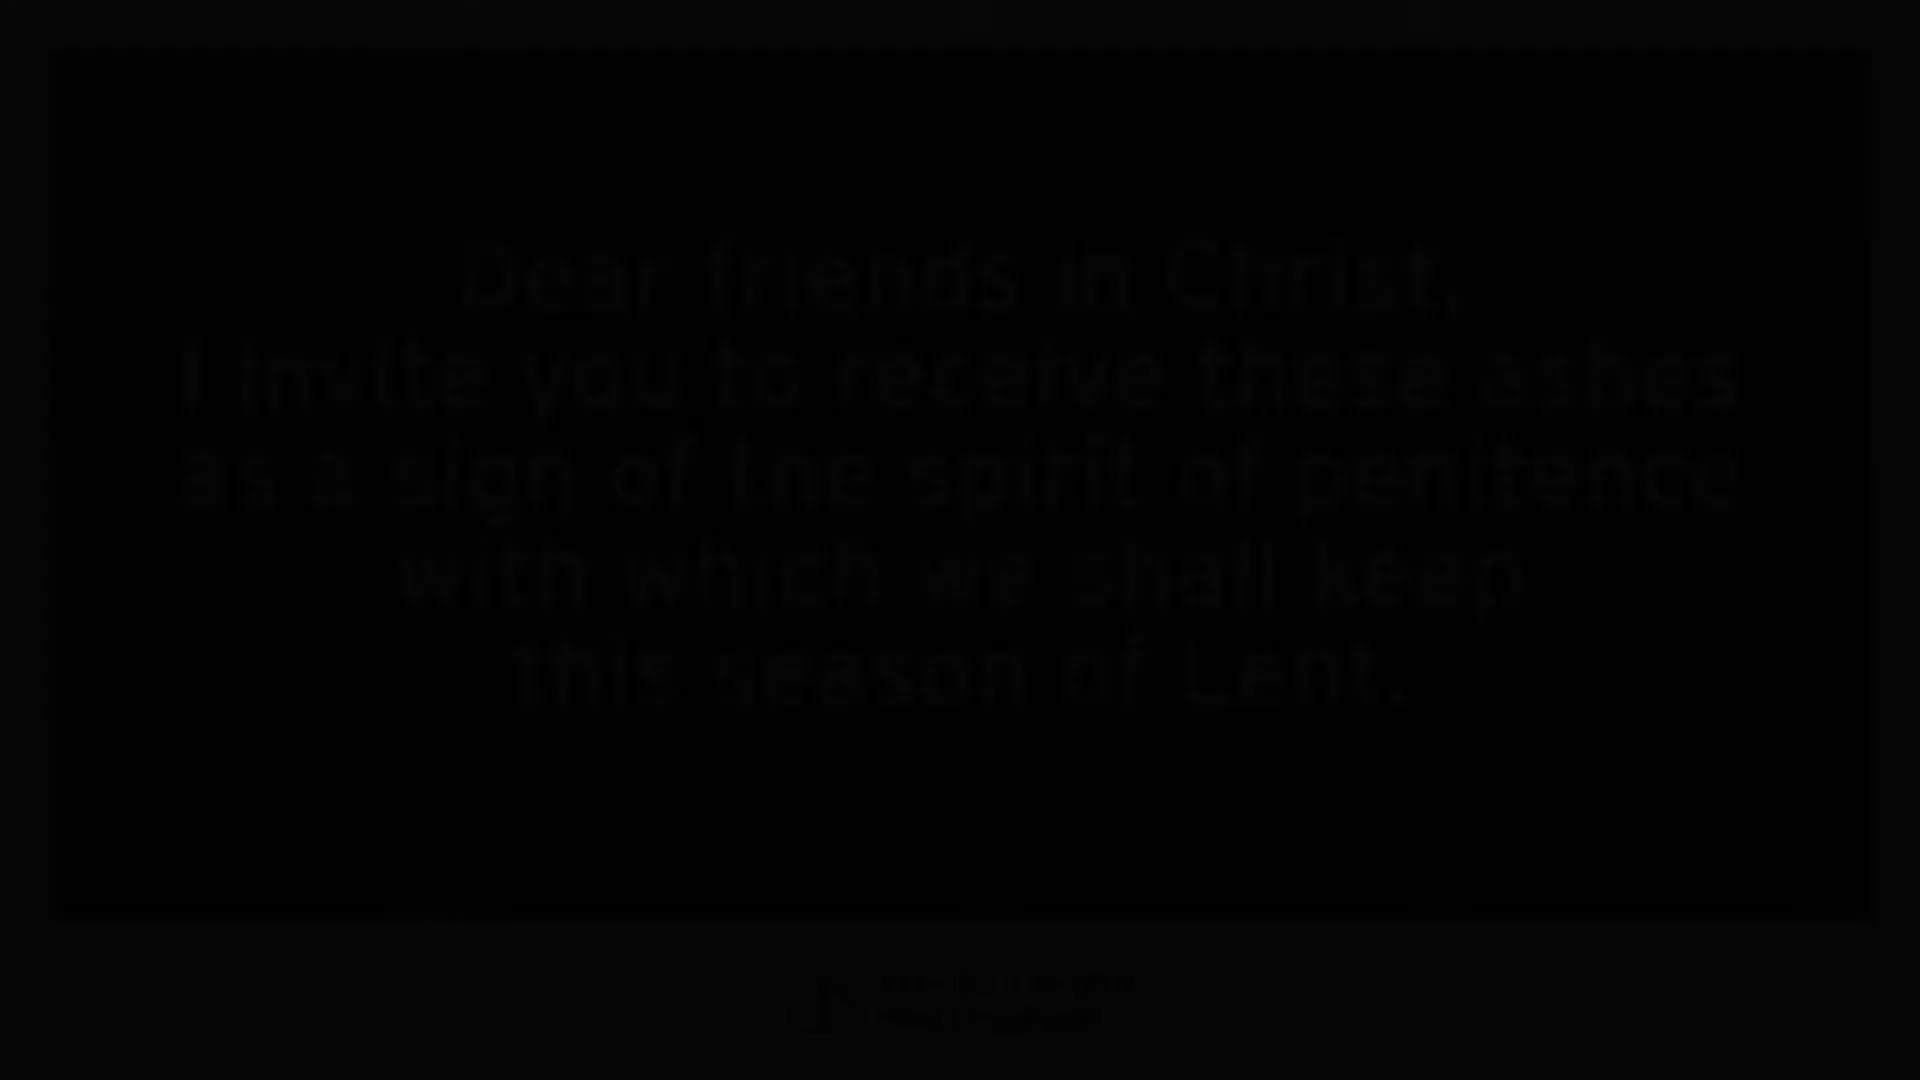 Dear friends in Christ,
I invite you to receive these ashes
as a sign of the spirit of penitence
with which we shall keep
this season of Lent.